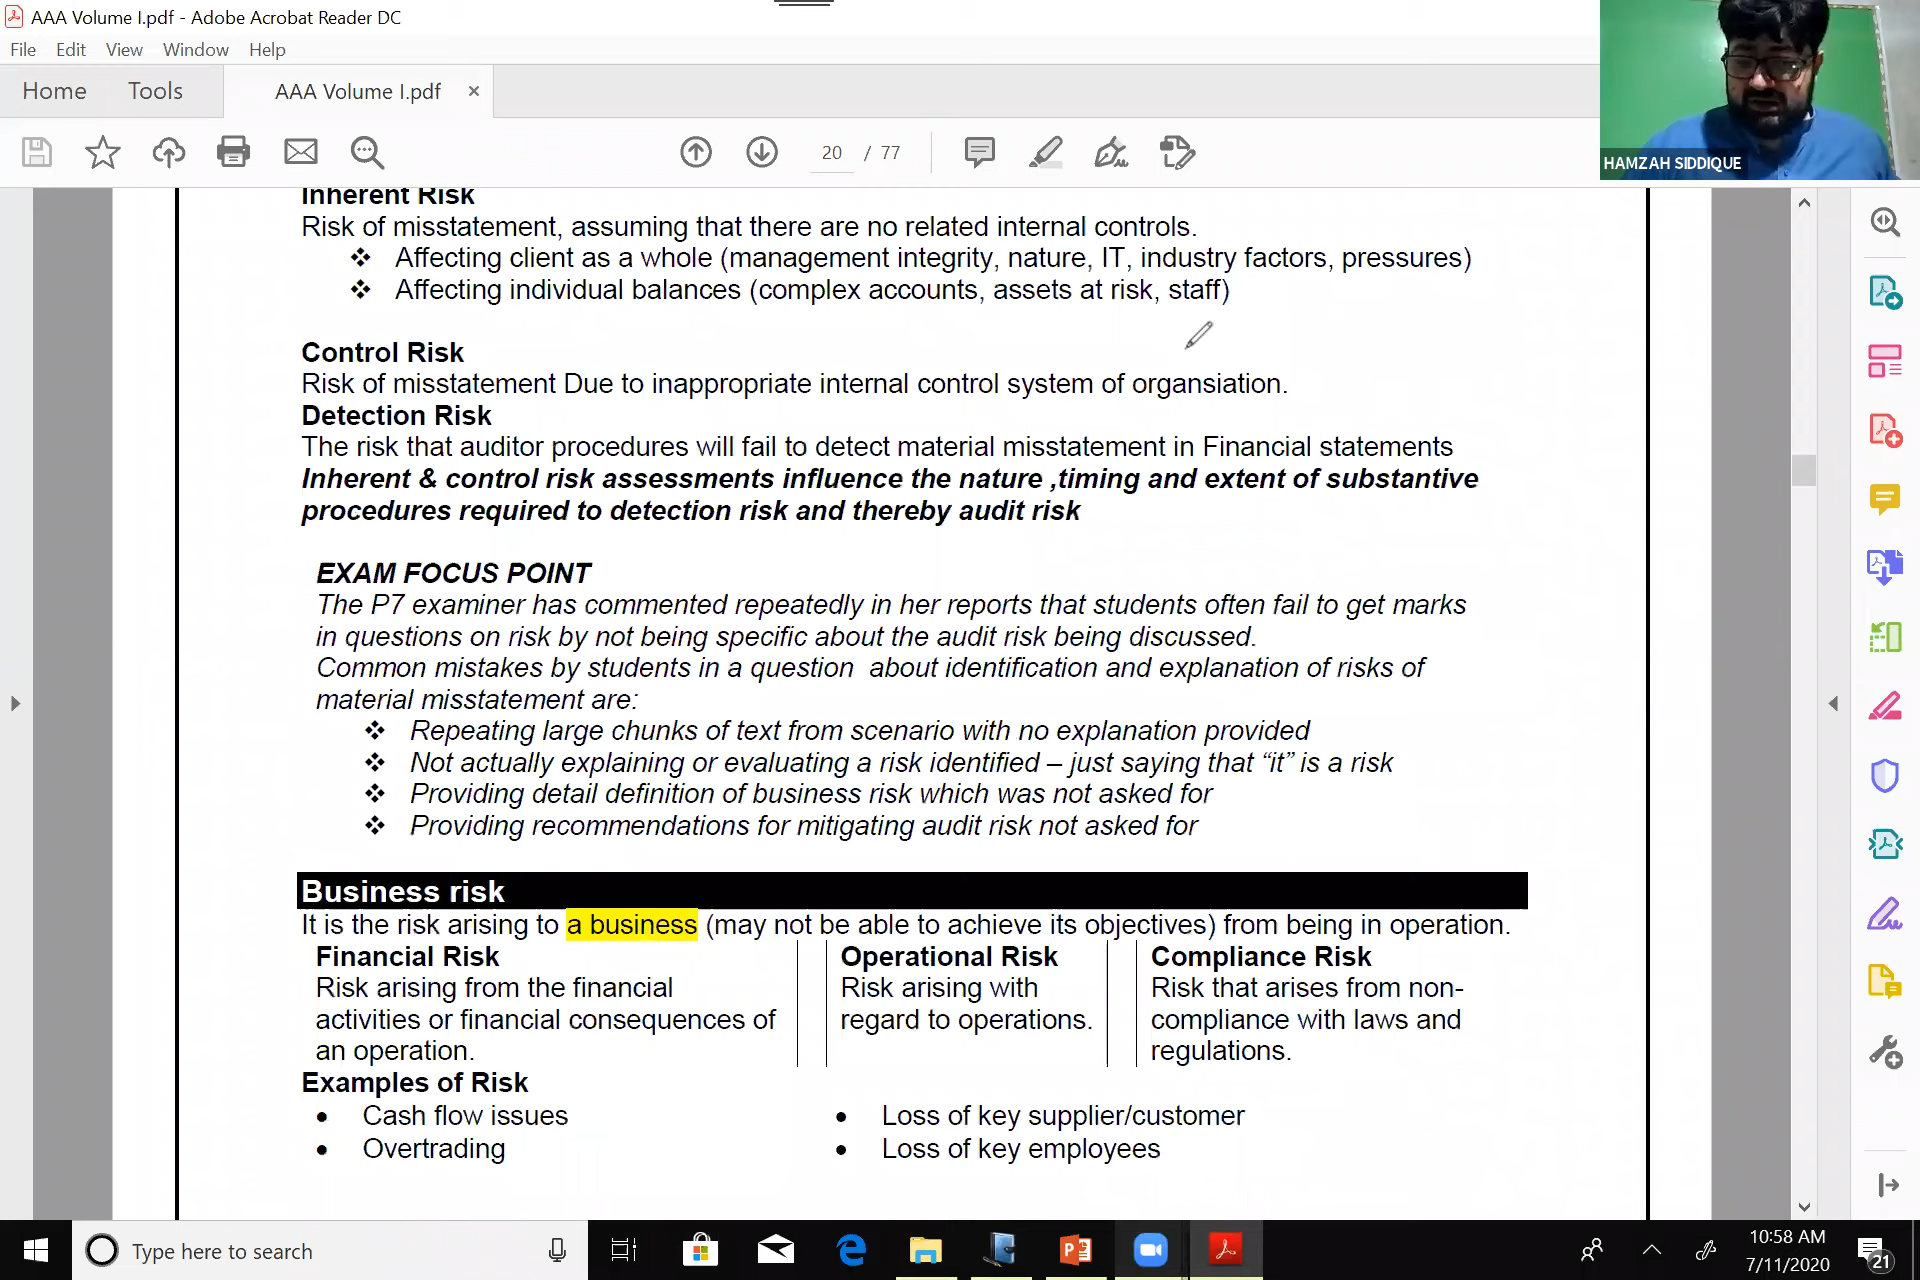 AAA Volume I.pdf - Adobe Acrobat Reader DC
File Edit View Window Help
Home Tools AAA Volume I.pdf ×
20 / 77
HAMZAH SIDDIQUE
Inherent Risk
Risk of misstatement, assuming that there are no related internal controls.
❖ Affecting client as a whole (management integrity, nature, IT, industry factors, pressures)
❖ Affecting individual balances (complex accounts, assets at risk, staff)
Control Risk
Risk of misstatement Due to inappropriate internal control system of organsiation.
Detection Risk
The risk that auditor procedures will fail to detect material misstatement in Financial statements
Inherent & control risk assessments influence the nature ,timing and extent of substantive
procedures required to detection risk and thereby audit risk
EXAM FOCUS POINT
The P7 examiner has commented repeatedly in her reports that students often fail to get marks
in questions on risk by not being specific about the audit risk being discussed.
Common mistakes by students in a question about identification and explanation of risks of
material misstatement are:
❖ Repeating large chunks of text from scenario with no explanation provided
❖ Not actually explaining or evaluating a risk identified – just saying that “it” is a risk
❖ Providing detail definition of business risk which was not asked for
❖ Providing recommendations for mitigating audit risk not asked for
Business risk
It is the risk arising to a business (may not be able to achieve its objectives) from being in operation.
Financial Risk
Risk arising from the financial
activities or financial consequences of
an operation.
Operational Risk
Risk arising with
regard to operations.
Compliance Risk
Risk that arises from non-
compliance with laws and
regulations.
Examples of Risk
• Cash flow issues
• Overtrading
• Loss of key supplier/customer
• Loss of key employees
Type here to search
10:58 AM
7/11/2020
21